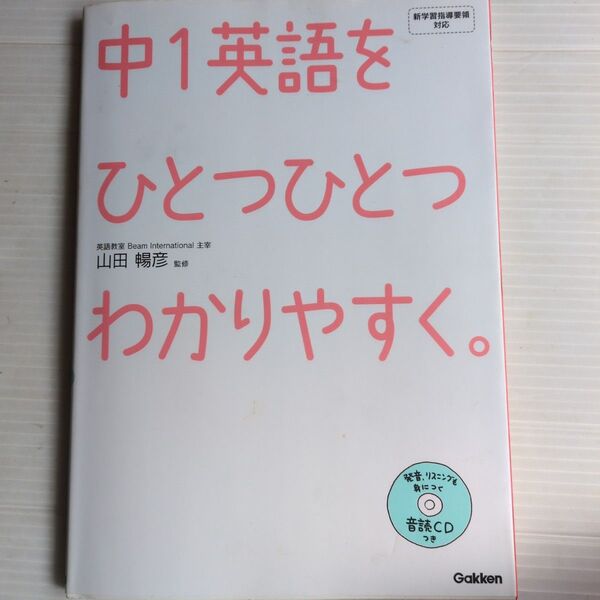 新学習指導要領
対応
中1英語を
ひとつひとつ
英語教室 Beam International 主宰
山田 暢彦 監修
わかりやすく。
発音、リスニングも
身につく
音読CD
つき
Gakken